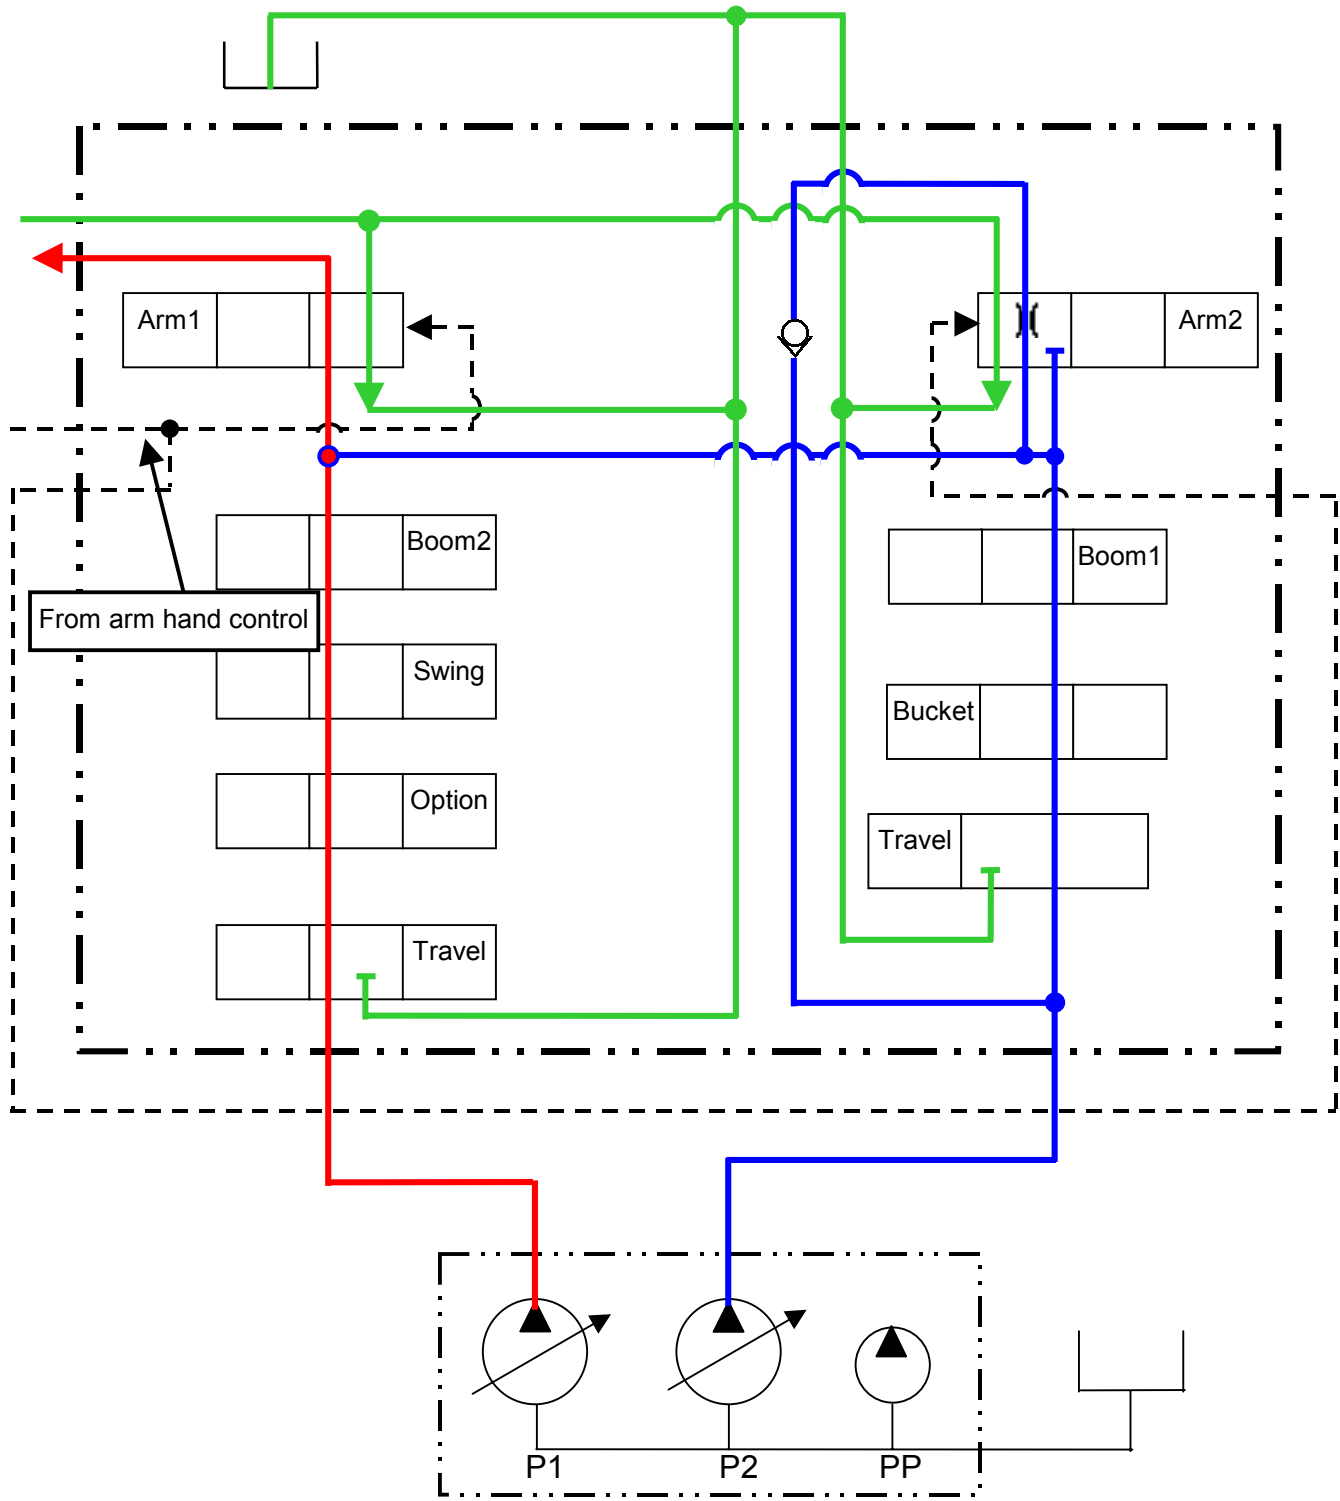 Arm1
Arm2
Boom2
Boom1
From arm hand control
Swing
Bucket
Option
Travel
Travel
P1
P2
PP